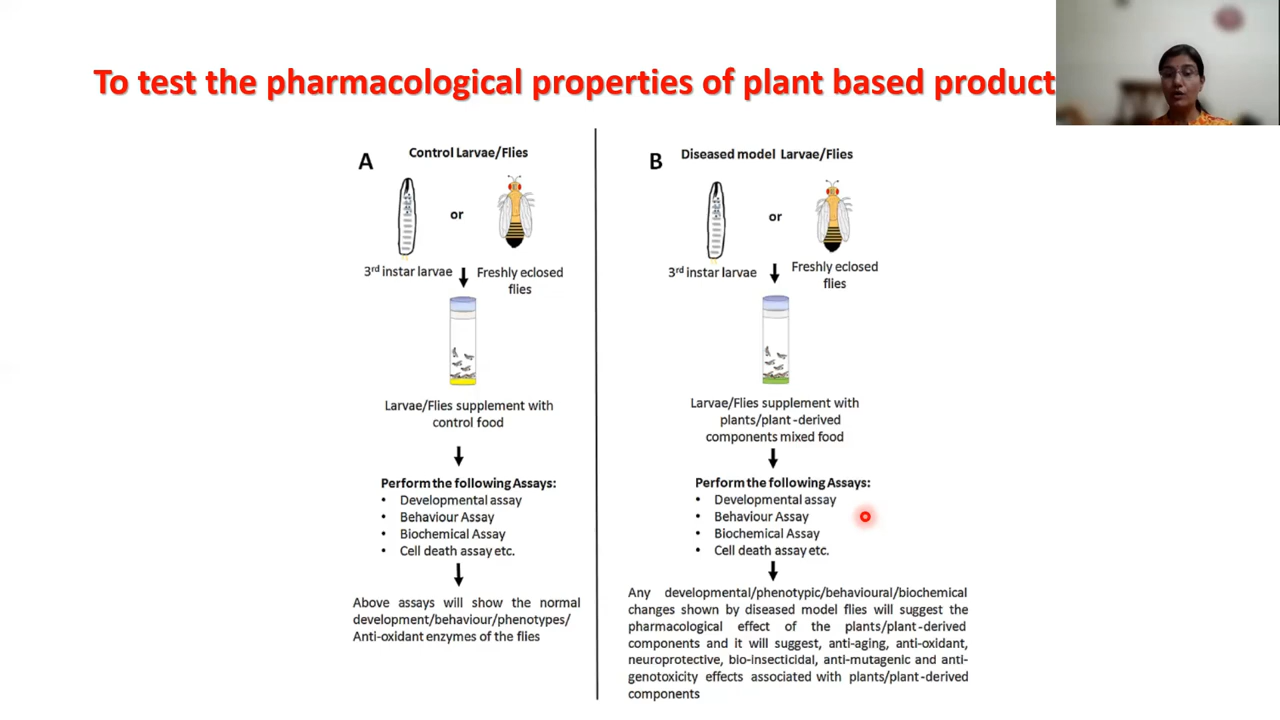 To test the pharmacological properties of plant based product
A
Control Larvae/Flies
or
3rd instar larvae
Freshly eclosed
flies
Larvae/Flies supplement with
control food
Perform the following Assays:
• Developmental assay
• Behaviour Assay
• Biochemical Assay
• Cell death assay etc.
Above assays will show the normal
development/behaviour/phenotypes/
Anti-oxidant enzymes of the flies
B
Diseased model Larvae/Flies
or
3rd instar larvae
Freshly eclosed
flies
Larvae/Flies supplement with
plants/plant-derived
components mixed food
Perform the following Assays:
• Developmental assay
• Behaviour Assay
• Biochemical Assay
• Cell death assay etc.
Any developmental/phenotypic/behavioural/biochemical
changes shown by diseased model flies will suggest the
pharmacological effect of the plants/plant-derived
components and it will suggest, anti-aging, anti-oxidant,
neuroprotective, bio-insecticidal, anti-mutagenic and anti-
genotoxicity effects associated with plants/plant-derived
components